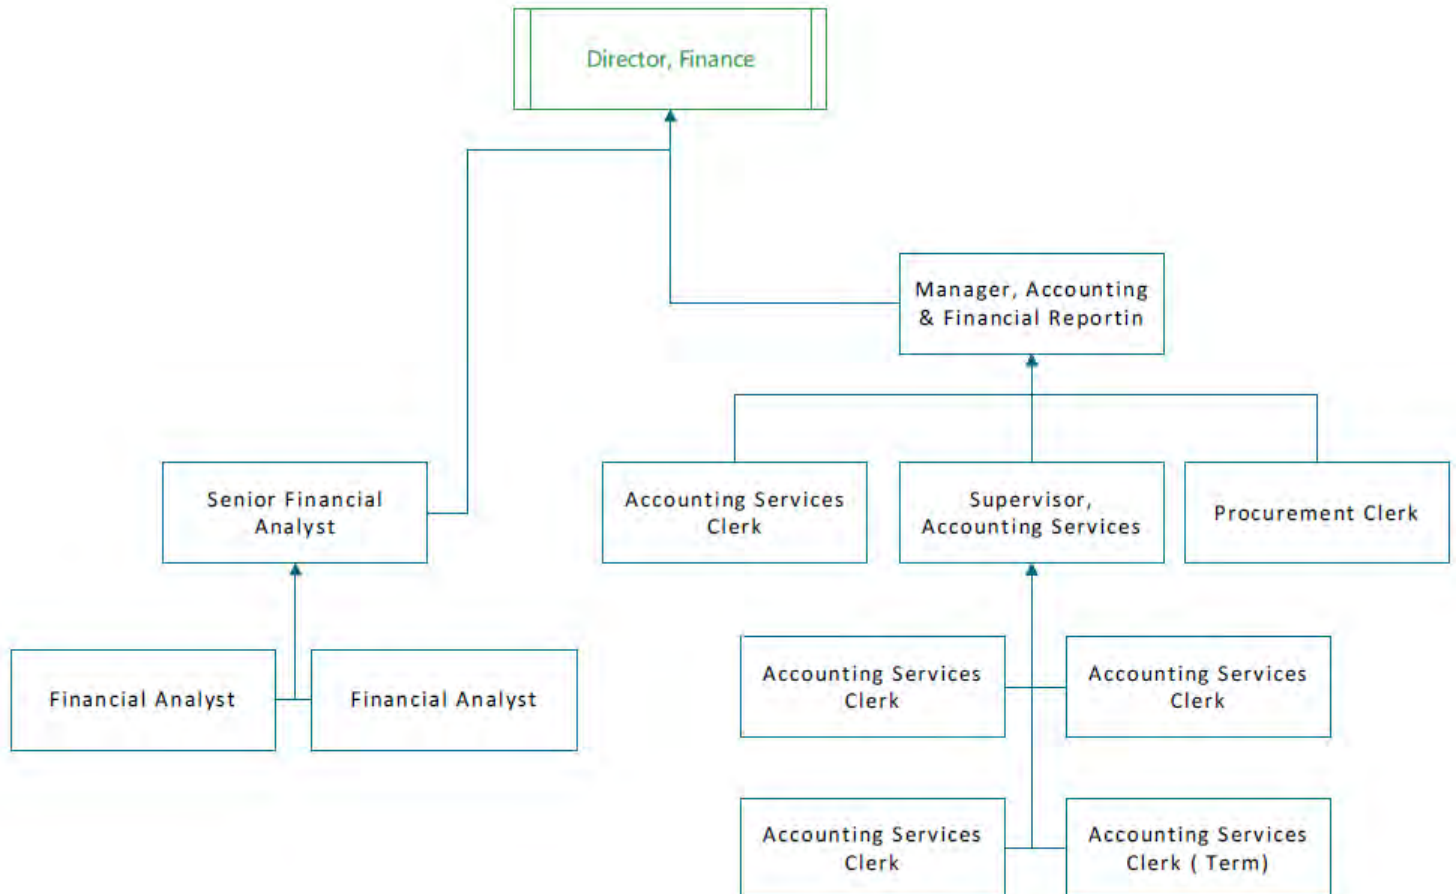 Director, Finance
Manager, Accounting
& Financial Reportin
Senior Financial
Analyst
Accounting Services
Clerk
Supervisor,
Accounting Services
Procurement Clerk
Financial Analyst
Financial Analyst
Accounting Services
Clerk
Accounting Services
Clerk
Accounting Services
Clerk
Accounting Services
Clerk ( Term)